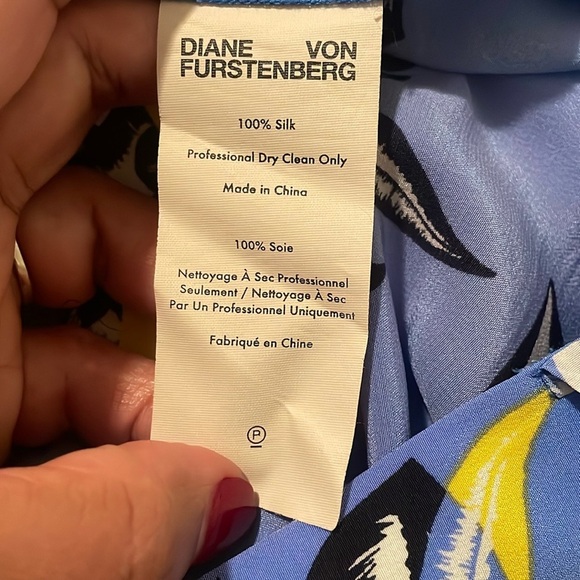 DIANE VON
FURSTENBERG
100% Silk
Professional Dry Clean Only
Made in China
100% Soie
Nettoyage À Sec Professionnel
Seulement / Nettoyage À Sec
Par Un Professionnel Uniquement
Fabriqué en Chine
P